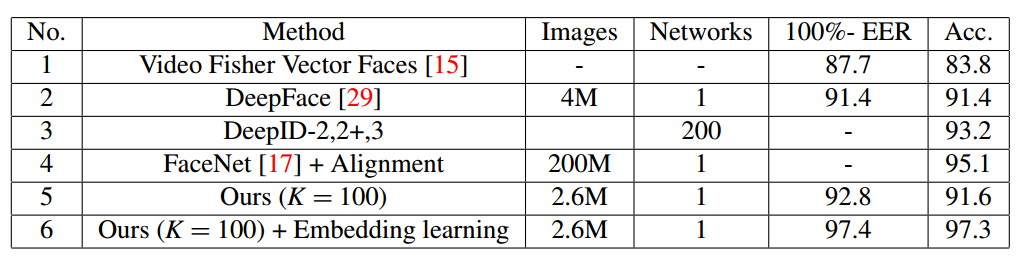 No. Method Images Networks 100%- EER Acc.
1 Video Fisher Vector Faces [15] - - 87.7 83.8
2 DeepFace [29] 4M 1 91.4 91.4
3 DeepID-2,2+,3 200 - 93.2
4 FaceNet [17] + Alignment 200M 1 - 95.1
5 Ours (K = 100) 2.6M 1 92.8 91.6
6 Ours (K = 100) + Embedding learning 2.6M 1 97.4 97.3